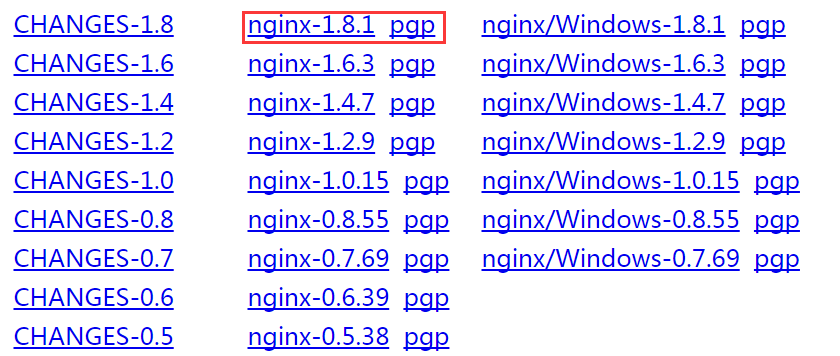 CHANGES-1.8 nginx-1.8.1 pgp nginx/Windows-1.8.1 pgp
CHANGES-1.6 nginx-1.6.3 pgp nginx/Windows-1.6.3 pgp
CHANGES-1.4 nginx-1.4.7 pgp nginx/Windows-1.4.7 pgp
CHANGES-1.2 nginx-1.2.9 pgp nginx/Windows-1.2.9 pgp
CHANGES-1.0 nginx-1.0.15 pgp nginx/Windows-1.0.15 pgp
CHANGES-0.8 nginx-0.8.55 pgp nginx/Windows-0.8.55 pgp
CHANGES-0.7 nginx-0.7.69 pgp nginx/Windows-0.7.69 pgp
CHANGES-0.6 nginx-0.6.39 pgp
CHANGES-0.5 nginx-0.5.38 pgp